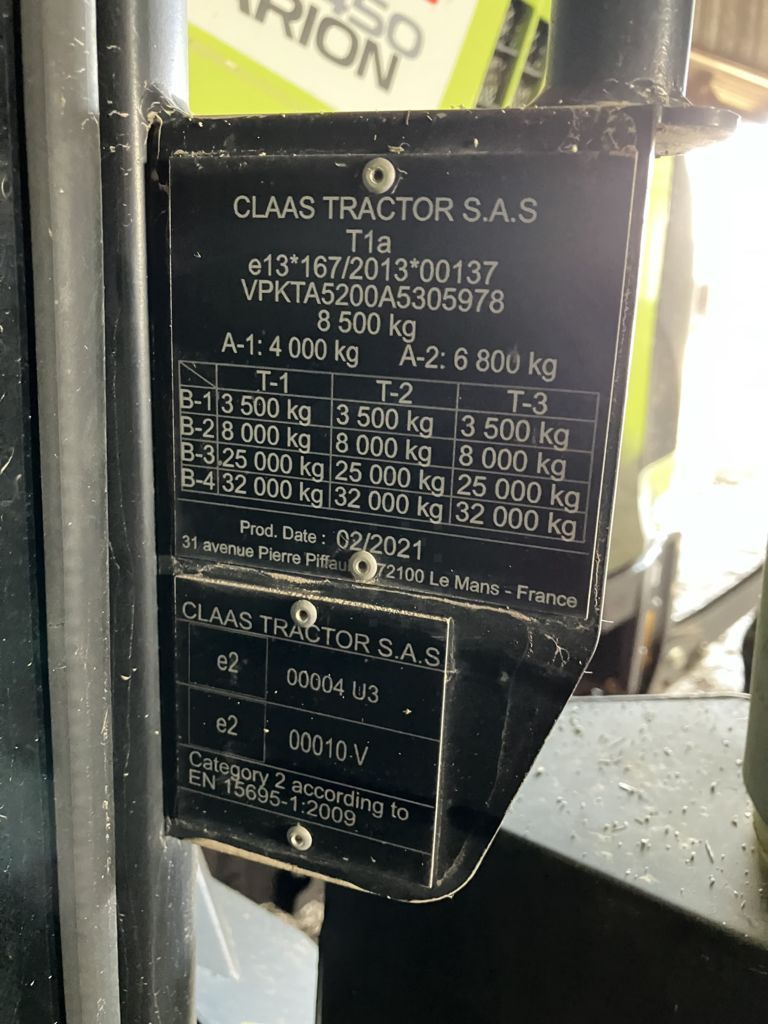 450
ARION
CLAAS TRACTOR S.A.S
T1a
e13*167/2013*00137
VPKTA5200A5305978
8 500 kg
A-1: 4 000 kg A-2: 6 800 kg
T-1 T-2 T-3
B-1 3 500 kg 3 500 kg 3 500 kg
B-2 8 000 kg 8 000 kg 8 000 kg
B-3 25 000 kg 25 000 kg 25 000 kg
B-4 32 000 kg 32 000 kg 32 000 kg
Prod. Date : 02/2021
31 avenue Pierre 72100 Le Mans - France
CLAAS TRACTOR S.A.S
e2 00004 U3
e2 00010 V
Category 2 according to
EN 15695-1:2009